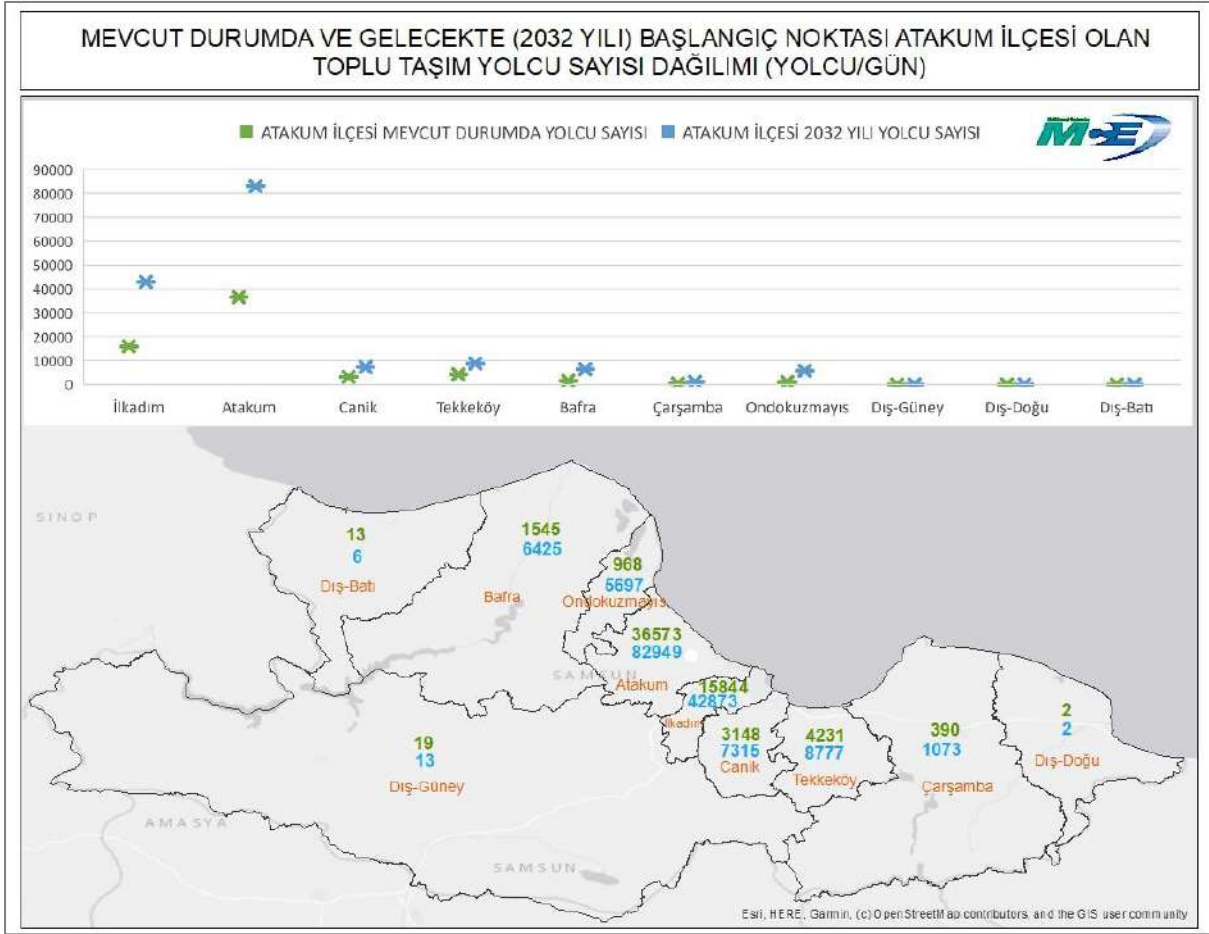 MEVCUT DURUMDA VE GELECEKTE (2032 YILI) BAŞLANGIÇ NOKTASI ATAKUM İLÇESİ OLAN
TOPLU TAŞIM YOLCU SAYISI DAĞILIMI (YOLCU/GÜN)
ATAKUM İLÇESİ MEVCUT DURUMDA YOLCU SAYISI
ATAKUM İLÇESİ 2032 YILI YOLCU SAYISI
90000
80000
70000
60000
50000
40000
30000
20000
10000
0
İlkadım Atakum Canik Tekkeköy Bafra Çarşamba Ondokuzmayıs Dış-Güney Dış-Doğu Dış-Batı
SINOP
13
6
Dış-Batı
1545
6425
Bafra
968
5697
Ondokuzmayıs
36573
82949
SAMSUN
Atakum
15844
42873
İlkadım
3148
7315
Canik
4231
8777
Tekkeköy
390
1073
Çarşamba
2
2
Dış-Doğu
19
13
Dış-Güney
AMASYA
SAMSUN
Esri, HERE, Garmin, (c) OpenStreetMap contributors, and the GIS user community